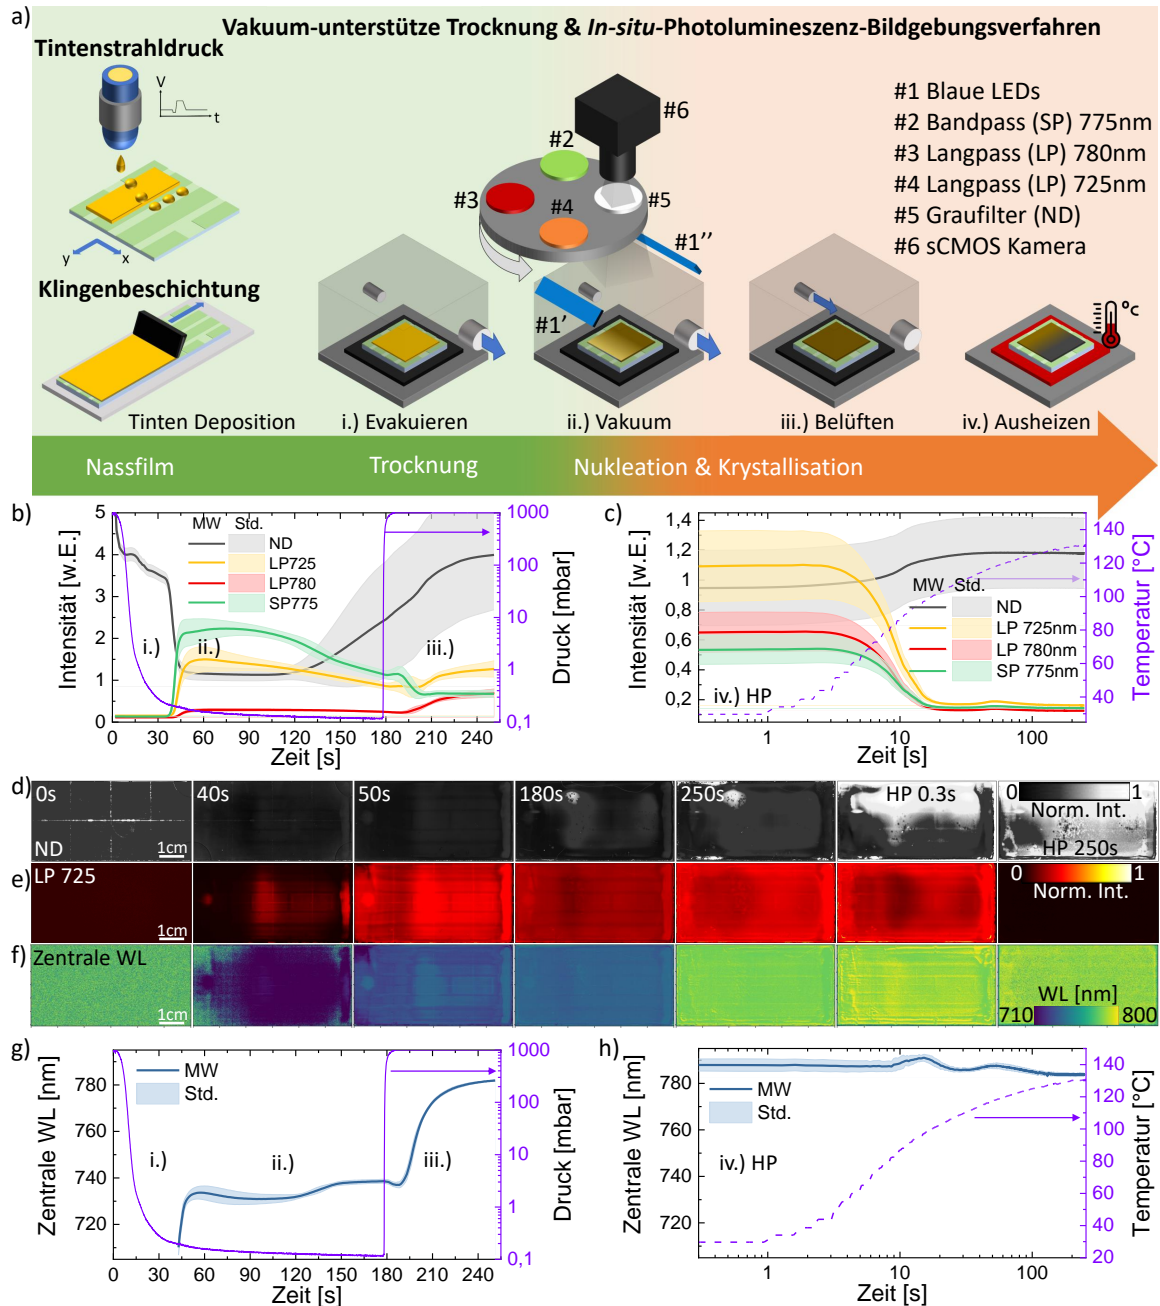 a)
Vakuum-unterstütze Trocknung & In-situ-Photolumineszenz-Bildgebungsverfahren
Tintenstrahldruck
V
t
#1 Blaue LEDs
#2 Bandpass (SP) 775nm
#3 Langpass (LP) 780nm
#4 Langpass (LP) 725nm
#5 Graufilter (ND)
#6 sCMOS Kamera
#6
#2
#3
#4
#5
#1''
#1'
y
x
Klingenbeschichtung
°c
Tinten Deposition
i.) Evakuieren
ii.) Vakuum
iii.) Belüften
iv.) Ausheizen
Nassfilm
Trocknung
Nukleation & Krystallisation
b)
5
4
3
2
1
0
Intensität [w.E.]
MW Std.
ND
LP725
LP780
SP775
i.)
ii.)
iii.)
1000
100
10
1
0,1
Druck [mbar]
0 30 60 90 120 150 180 210 240
Zeit [s]
c)
1,4
1,2
1
0,8
0,6
0,4
0,2
Intensität [w.E.]
MW Std.
ND
LP 725nm
LP 780nm
SP 775nm
iv.) HP
140
120
100
80
60
40
Temperatur [°C]
1 10 100
Zeit [s]
d)
0s
40s
50s
180s
250s
HP 0.3s
0 1
Norm. Int.
HP 250s
ND
1cm
e)
LP 725
1cm
0 1
Norm. Int.
f)
Zentrale WL
1cm
WL [nm]
710 800
g)
780
760
740
720
Zentrale WL [nm]
MW
Std.
i.)
ii.)
iii.)
1000
100
10
1
0,1
Druck [mbar]
0 30 60 90 120 150 180 210 240
Zeit [s]
h)
780
760
740
720
Zentrale WL [nm]
MW
Std.
iv.) HP
140
120
100
80
60
40
20
Temperatur [°C]
1 10 100
Zeit [s]